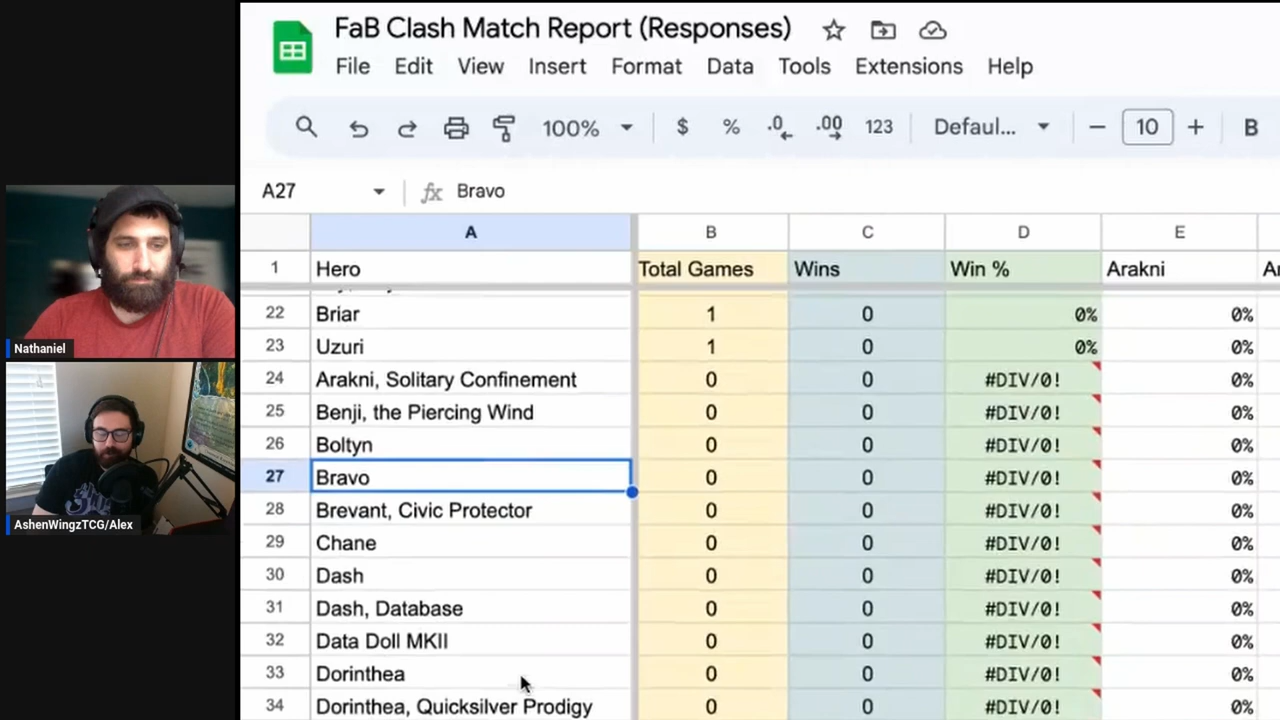 FaB Clash Match Report (Responses)
File Edit View Insert Format Data Tools Extensions Help
100% $ % .0 .00 123 Defaul... 10 B
A27 fx Bravo
A B C D E
1 Hero Total Games Wins Win % Arakni
22 Briar 1 0 0% 0%
23 Uzuri 1 0 0% 0%
24 Arakni, Solitary Confinement 0 0 #DIV/0! 0%
25 Benji, the Piercing Wind 0 0 #DIV/0! 0%
26 Boltyn 0 0 #DIV/0! 0%
27 Bravo 0 0 #DIV/0! 0%
28 Brevant, Civic Protector 0 0 #DIV/0! 0%
29 Chane 0 0 #DIV/0! 0%
30 Dash 0 0 #DIV/0! 0%
31 Dash, Database 0 0 #DIV/0! 0%
32 Data Doll MKII 0 0 #DIV/0! 0%
33 Dorinthea 0 0 #DIV/0! 0%
34 Dorinthea, Quicksilver Prodigy 0 0 #DIV/0! 0%
Nathaniel
AshenWingzTCG/Alex